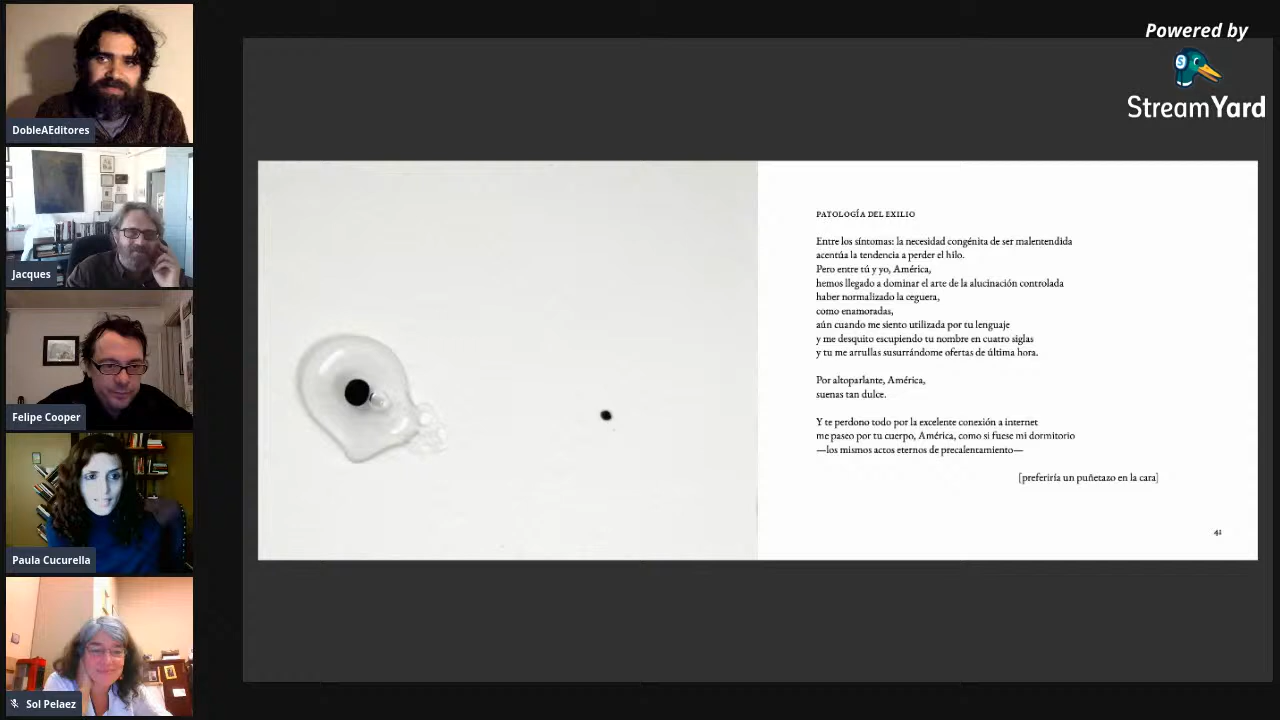 Powered by
StreamYard
DobleAEditores
Jacques
Felipe Cooper
Paula Cucurella
Sol Pelaez
PATOLOGÍA DEL EXILIO
Entre los síntomas: la necesidad congénita de ser malentendida
acentúa la tendencia a perder el hilo.
Pero entre tú y yo, América,
hemos llegado a dominar el arte de la alucinación controlada
haber normalizado la ceguera,
como enamoradas,
aún cuando me siento utilizada por tu lenguaje
y me desquito escupiendo tu nombre en cuatro siglas
y tu me arrullas susurrándome ofertas de última hora.
Por altoparlante, América,
suenas tan dulce.
Y te perdono todo por la excelente conexión a internet
me paseo por tu cuerpo, América, como si fuese mi dormitorio
—los mismos actos eternos de precalentamiento—
[preferiría un puñetazo en la cara]
41